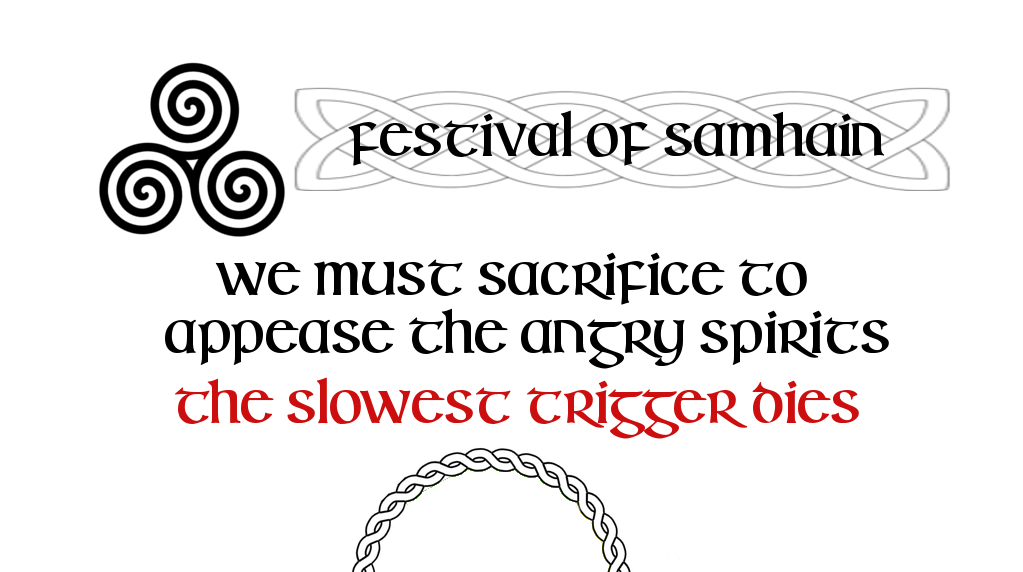 festival of samhain
we must sacrifice to
appease the angry spirits
the slowest trigger dies